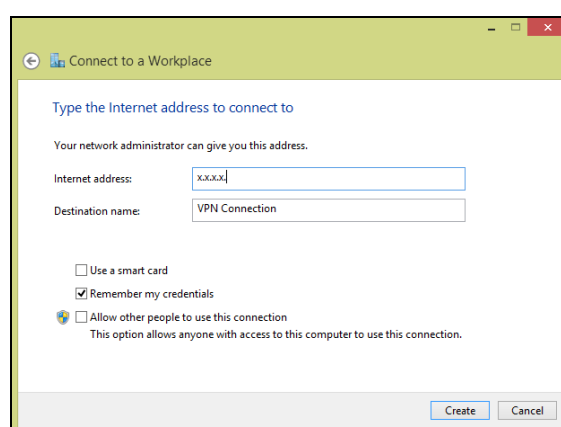 Connect to a Workplace
Type the Internet address to connect to
Your network administrator can give you this address.
Internet address: x.x.x.x.
Destination name: VPN Connection
Use a smart card
Remember my credentials
Allow other people to use this connection
This option allows anyone with access to this computer to use this connection.
Create Cancel